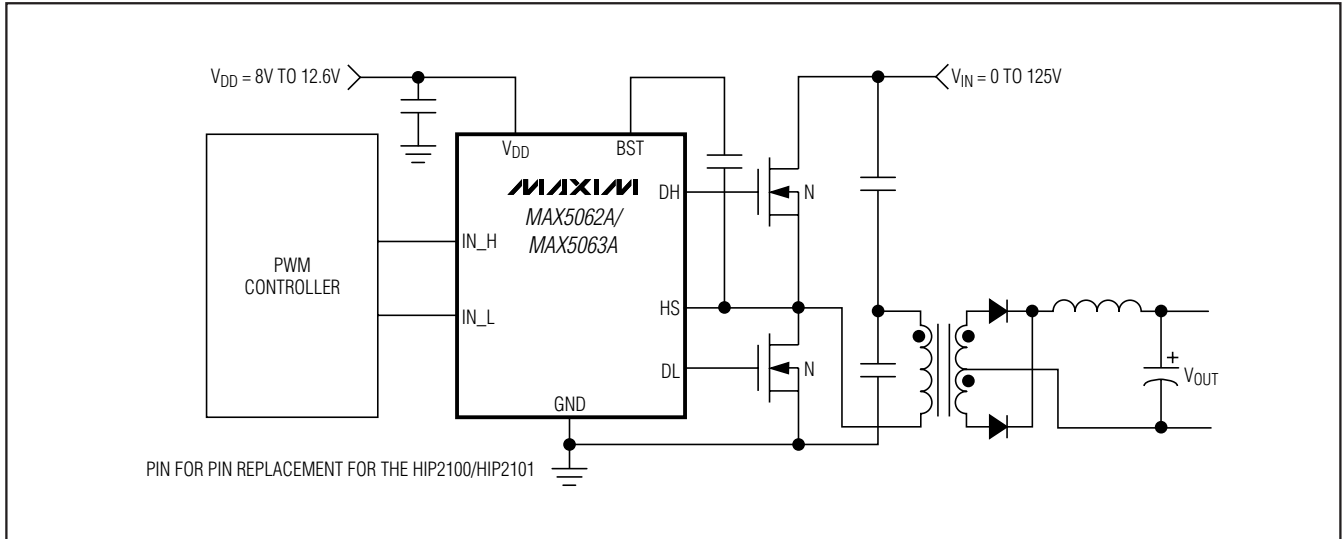 V_DD = 8V TO 12.6V
V_IN = 0 TO 125V
V_DD
BST
MAXIM
DH
N
MAX5062A/
MAX5063A
IN_H
PWM
CONTROLLER
HS
IN_L
DL
N
V_OUT
+
GND
PIN FOR PIN REPLACEMENT FOR THE HIP2100/HIP2101